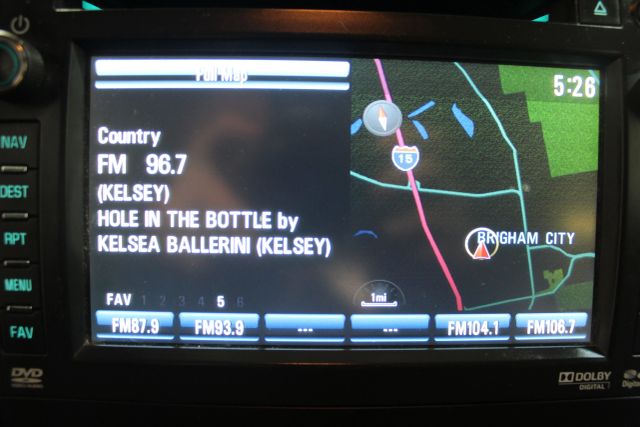 Full Map
5:26
NAV
Country
15
FM 96.7
DEST
(KELSEY)
HOLE IN THE BOTTLE by
KELSEA BALLERINI (KELSEY)
BRIGHAM CITY
RPT
MENU
FAV 1 2 3 4 5 6
1mi
FAV
FM87.9 FM93.9 --- --- FM104.1 FM106.7
DVD
DOLBY
DIGITAL